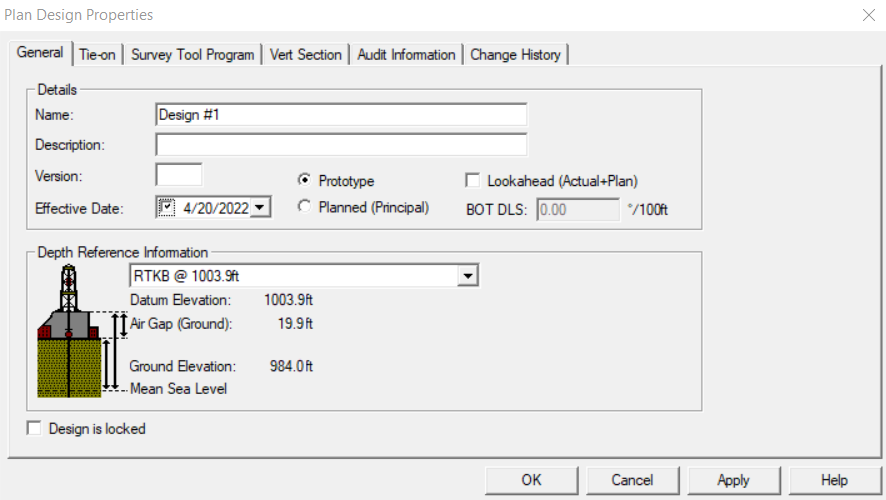 Plan Design Properties
General Tie-on Survey Tool Program Vert Section Audit Information Change History
Details
Name: Design #1
Description:
Version:
Prototype Lookahead (Actual+Plan)
Effective Date: 4/20/2022 Planned (Principal) BOT DLS: 0.00 °/100ft
Depth Reference Information
RTKB @ 1003.9ft
Datum Elevation: 1003.9ft
Air Gap (Ground): 19.9ft
Ground Elevation: 984.0ft
Mean Sea Level
Design is locked
OK Cancel Apply Help